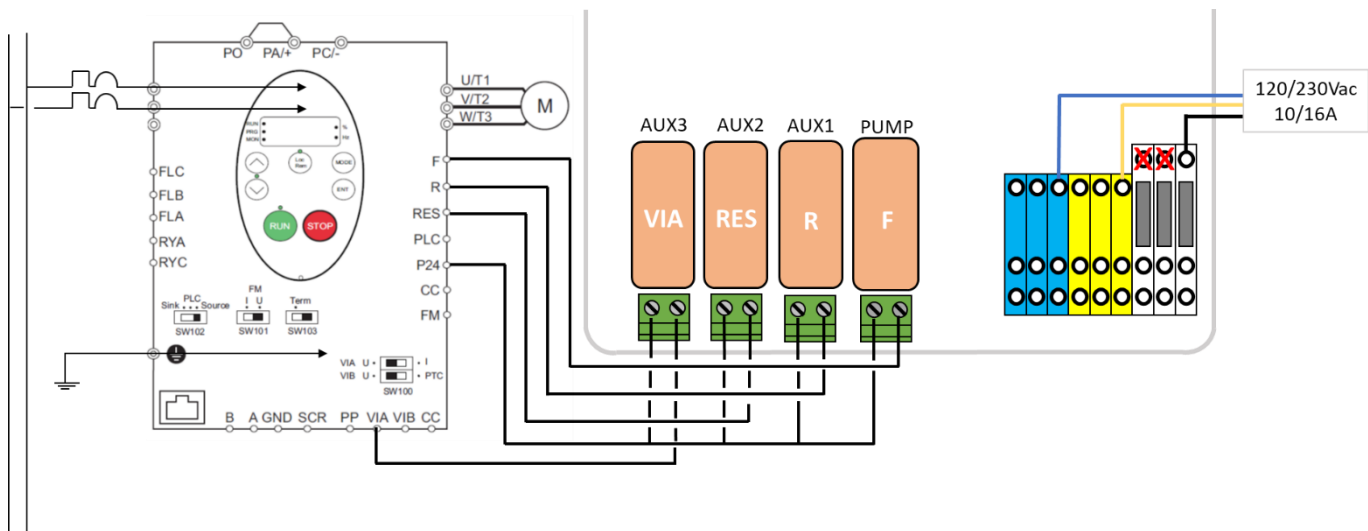 PO PA/+ PC/-
U/T1
V/T2
W/T3
M
RUN
PRG
MON
%
Hz
Loc
Rem
MODE
ENT
RUN STOP
FLC
FLB
FLA
RYA
RYC
F
R
RES
PLC
P24
CC
FM
PLC
Sink Source
SW102
FM
I U
SW101
Term
SW103
VIA U I
VIB U PTC
SW100
B A GND SCR PP VIA VIB CC
AUX3 AUX2 AUX1 PUMP
VIA RES R F
120/230Vac
10/16A